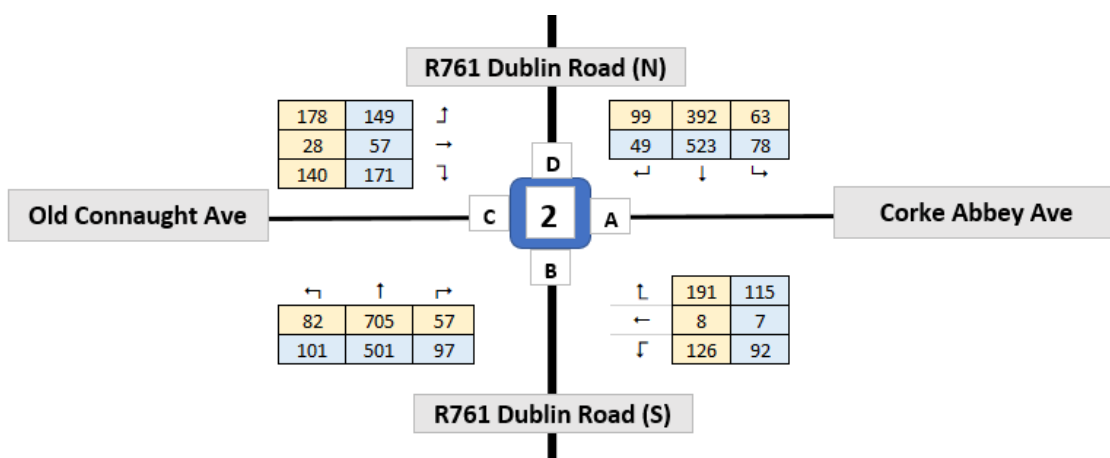 R761 Dublin Road (N)
178 149 ⮥
28 57 →
140 171 ⮧
99 392 63
49 523 78
↵ ↓ ↳
D
Old Connaught Ave
C
2
A
Corke Abbey Ave
B
↰ ↑ ↱
82 705 57
101 501 97
↥ 191 115
← 8 7
↧ 126 92
R761 Dublin Road (S)